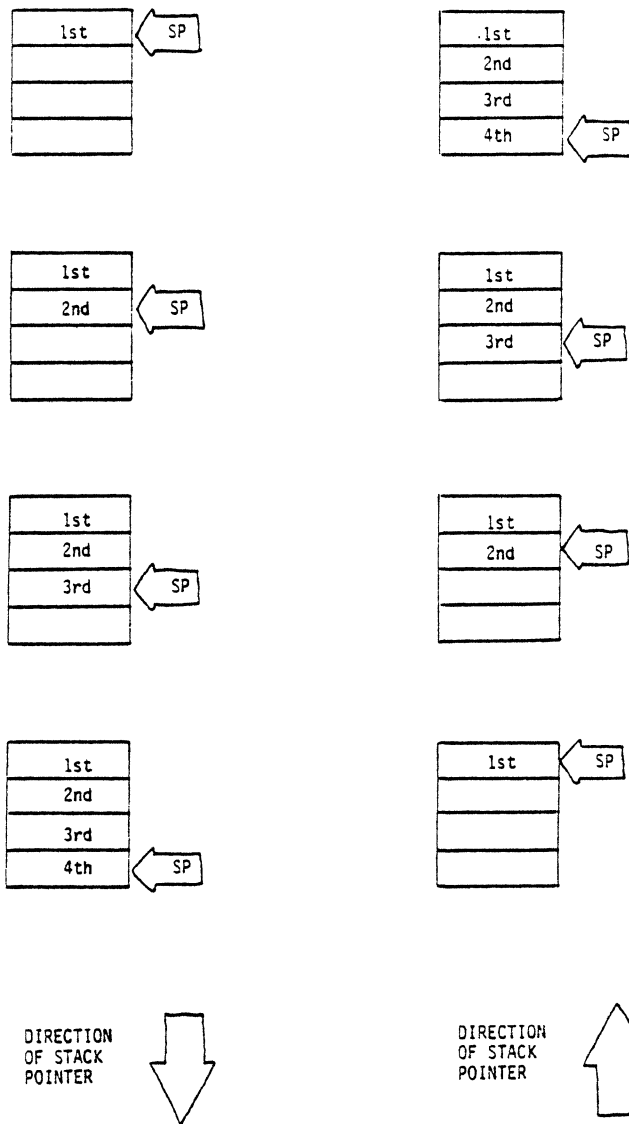 1st
SP
1st
2nd
SP
1st
2nd
3rd
SP
1st
2nd
3rd
4th
SP
DIRECTION
OF STACK
POINTER
1st
2nd
3rd
4th
SP
1st
2nd
3rd
SP
1st
2nd
SP
1st
SP
DIRECTION
OF STACK
POINTER